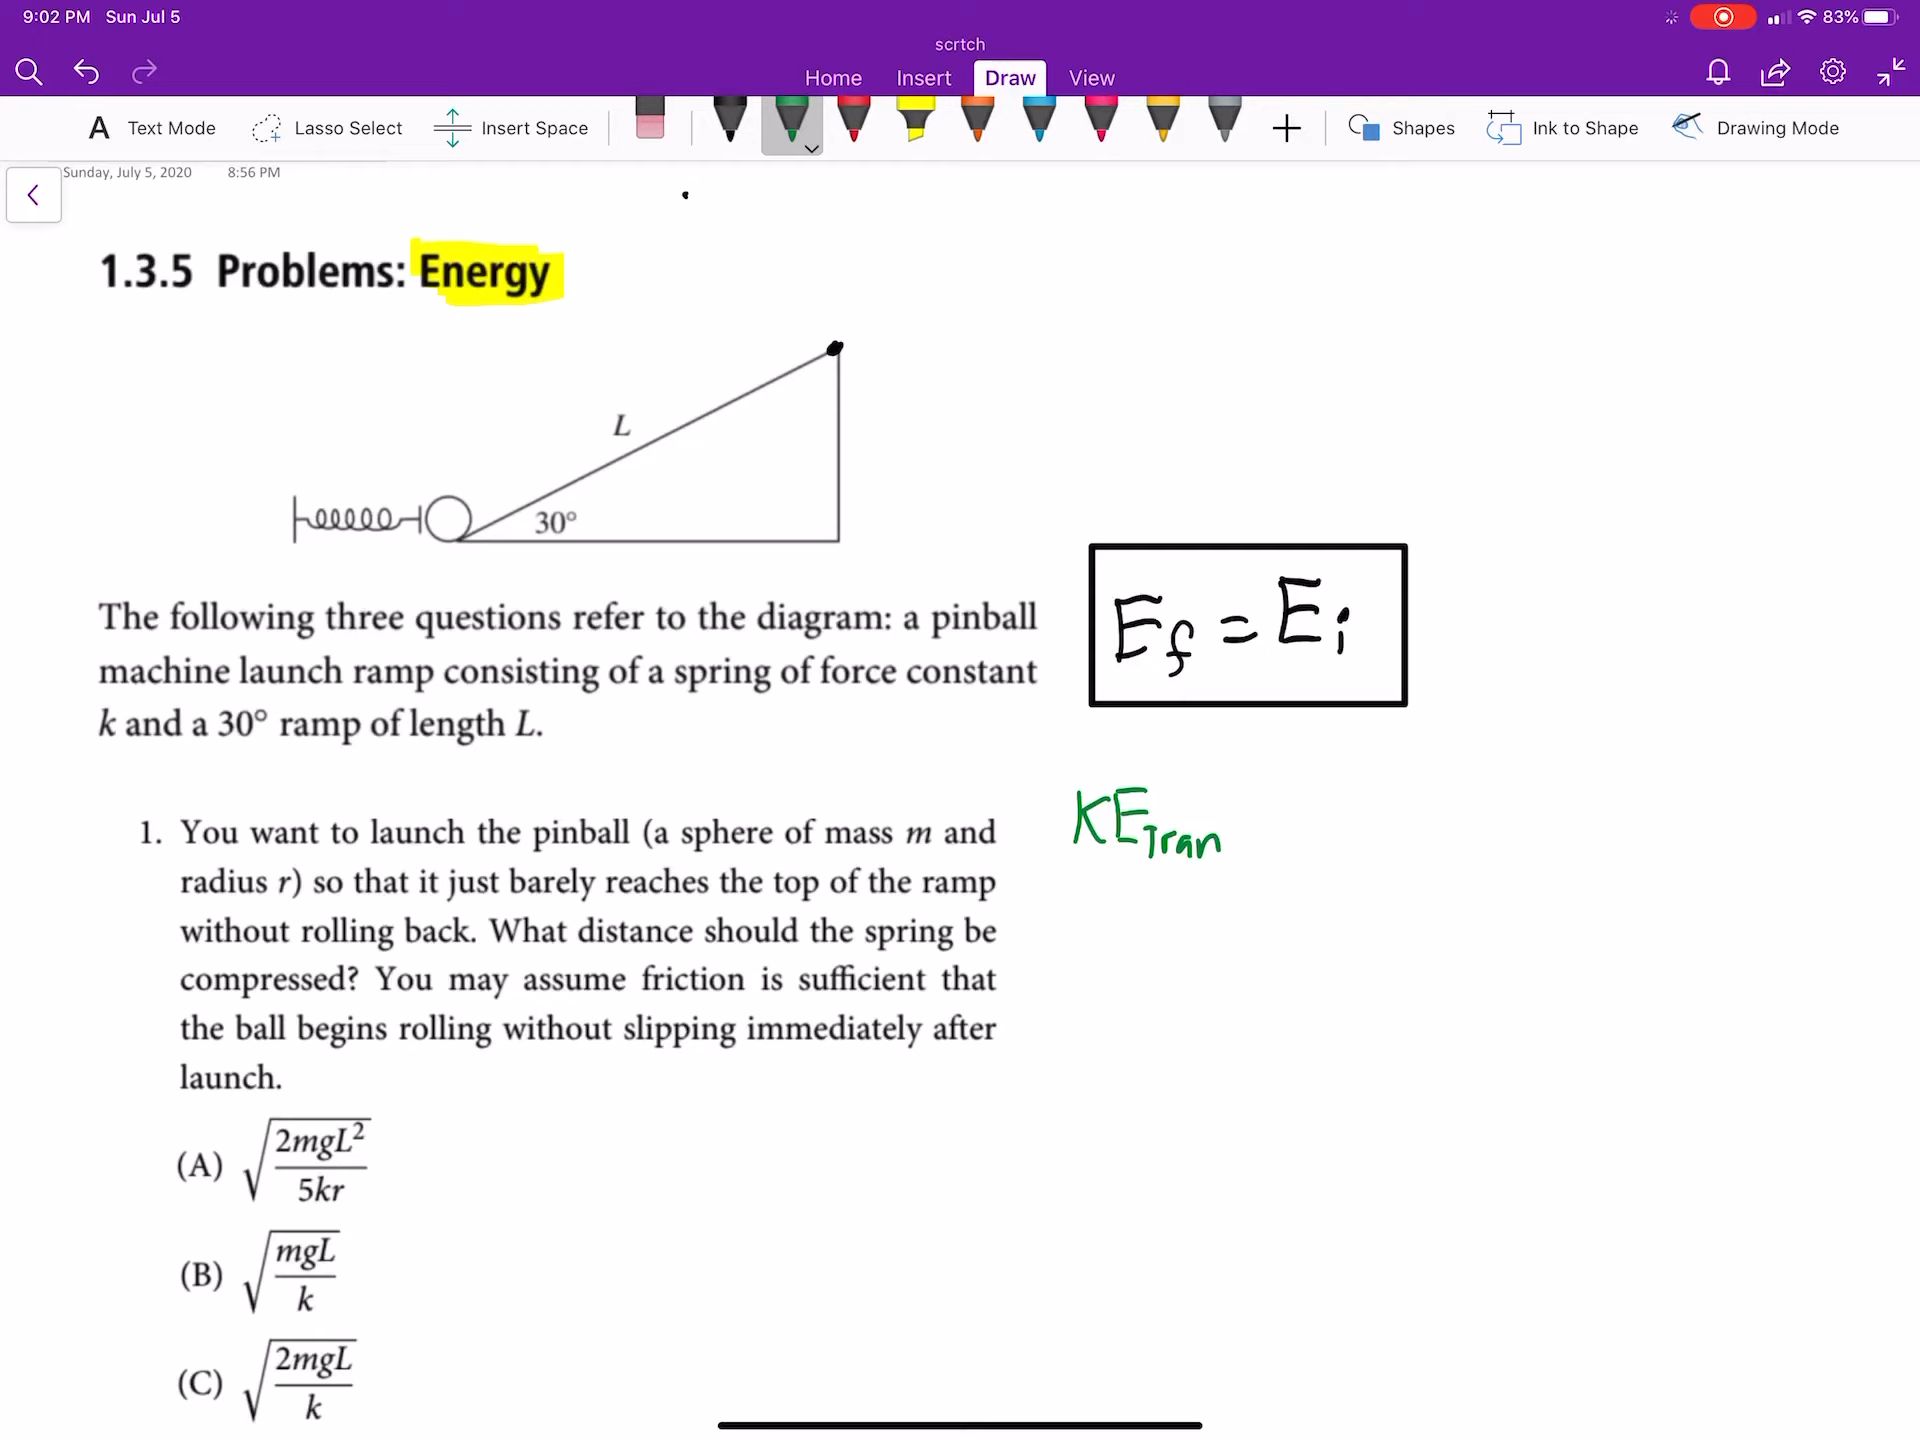 9:02 PM Sun Jul 5
83%
scrtch
Home Insert Draw View
A Text Mode Lasso Select Insert Space Shapes Ink to Shape Drawing Mode
Sunday, July 5, 2020 8:56 PM
1.3.5 Problems: Energy
L
30°
The following three questions refer to the diagram: a pinball
machine launch ramp consisting of a spring of force constant
k and a 30° ramp of length L.
E_f = E_i
KE_Tran
1. You want to launch the pinball (a sphere of mass m and
radius r) so that it just barely reaches the top of the ramp
without rolling back. What distance should the spring be
compressed? You may assume friction is sufficient that
the ball begins rolling without slipping immediately after
launch.
(A) √(2mgL²/5kr)
(B) √(mgL/k)
(C) √(2mgL/k)